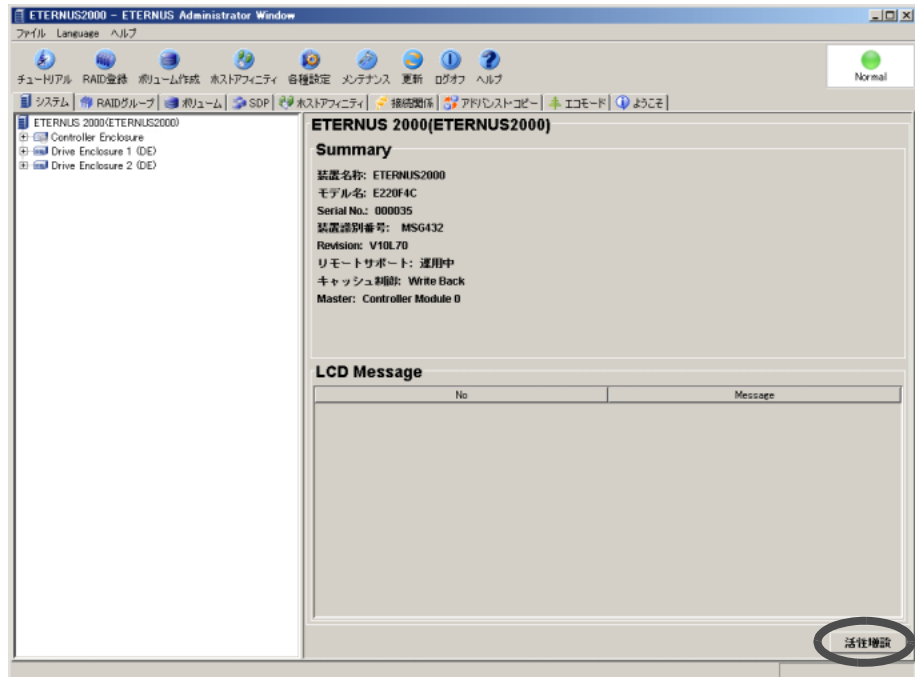 ETERNUS2000 - ETERNUS Administrator Window
ファイル Language ヘルプ
チュートリアル RAID登録 ボリューム作成 ホストアフィニティ 各種設定 メンテナンス 更新 ログオフ ヘルプ
Normal
システム RAIDグループ ボリューム SDP ホストアフィニティ 接続関係 アドバンスト・コピー エコモード ようこそ
ETERNUS 2000(ETERNUS2000)
Controller Enclosure
Drive Enclosure 1 (DE)
Drive Enclosure 2 (DE)
ETERNUS 2000(ETERNUS2000)
Summary
装置名称: ETERNUS2000
モデル名: E220F4C
Serial No.: 000035
装置識別番号: MSG432
Revision: V10L70
リモートサポート: 運用中
キャッシュ制御: Write Back
Master: Controller Module 0
LCD Message
No Message
活性増設